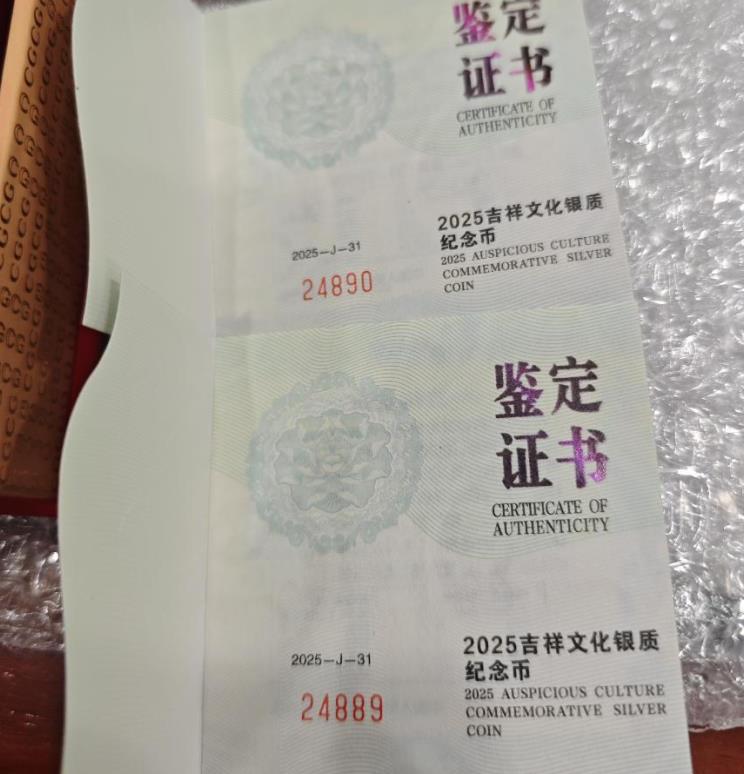 鉴定
证书
CERTIFICATE OF
AUTHENTICITY
2025吉祥文化银质
纪念币
2025 AUSPICIOUS CULTURE
COMMEMORATIVE SILVER
COIN
2025-J-31
24890
鉴定
证书
CERTIFICATE OF
AUTHENTICITY
2025吉祥文化银质
纪念币
2025 AUSPICIOUS CULTURE
COMMEMORATIVE SILVER
COIN
2025-J-31
24889